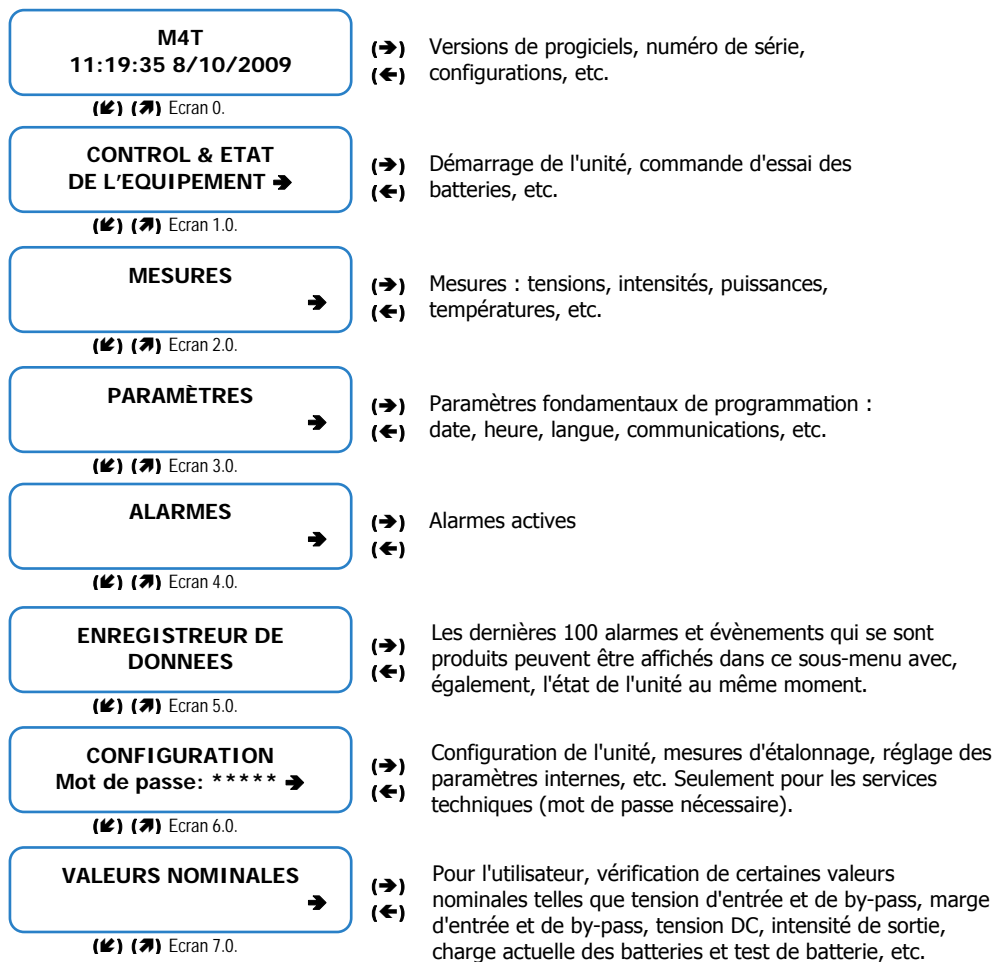 M4T
11:19:35 8/10/2009
(➔) Versions de progiciels, numéro de série,
(🡸) configurations, etc.
(🡿) (🡽) Ecran 0.
CONTROL & ETAT
DE L'EQUIPEMENT ➔
(➔) Démarrage de l'unité, commande d'essai des
(🡸) batteries, etc.
(🡿) (🡽) Ecran 1.0.
MESURES
➔
(➔) Mesures : tensions, intensités, puissances,
(🡸) températures, etc.
(🡿) (🡽) Ecran 2.0.
PARAMÈTRES
➔
(➔) Paramètres fondamentaux de programmation :
(🡸) date, heure, langue, communications, etc.
(🡿) (🡽) Ecran 3.0.
ALARMES
➔
(➔) Alarmes actives
(🡸)
(🡿) (🡽) Ecran 4.0.
ENREGISTREUR DE
DONNEES
(➔)
(🡸)
Les dernières 100 alarmes et évènements qui se sont
produits peuvent être affichés dans ce sous-menu avec,
également, l'état de l'unité au même moment.
(🡿) (🡽) Ecran 5.0.
CONFIGURATION
Mot de passe: ***** ➔
(➔)
(🡸)
Configuration de l'unité, mesures d'étalonnage, réglage des
paramètres internes, etc. Seulement pour les services
techniques (mot de passe nécessaire).
(🡿) (🡽) Ecran 6.0.
VALEURS NOMINALES
➔
(➔)
(🡸)
Pour l'utilisateur, vérification de certaines valeurs
nominales telles que tension d'entrée et de by-pass, marge
d'entrée et de by-pass, tension DC, intensité de sortie,
charge actuelle des batteries et test de batterie, etc.
(🡿) (🡽) Ecran 7.0.